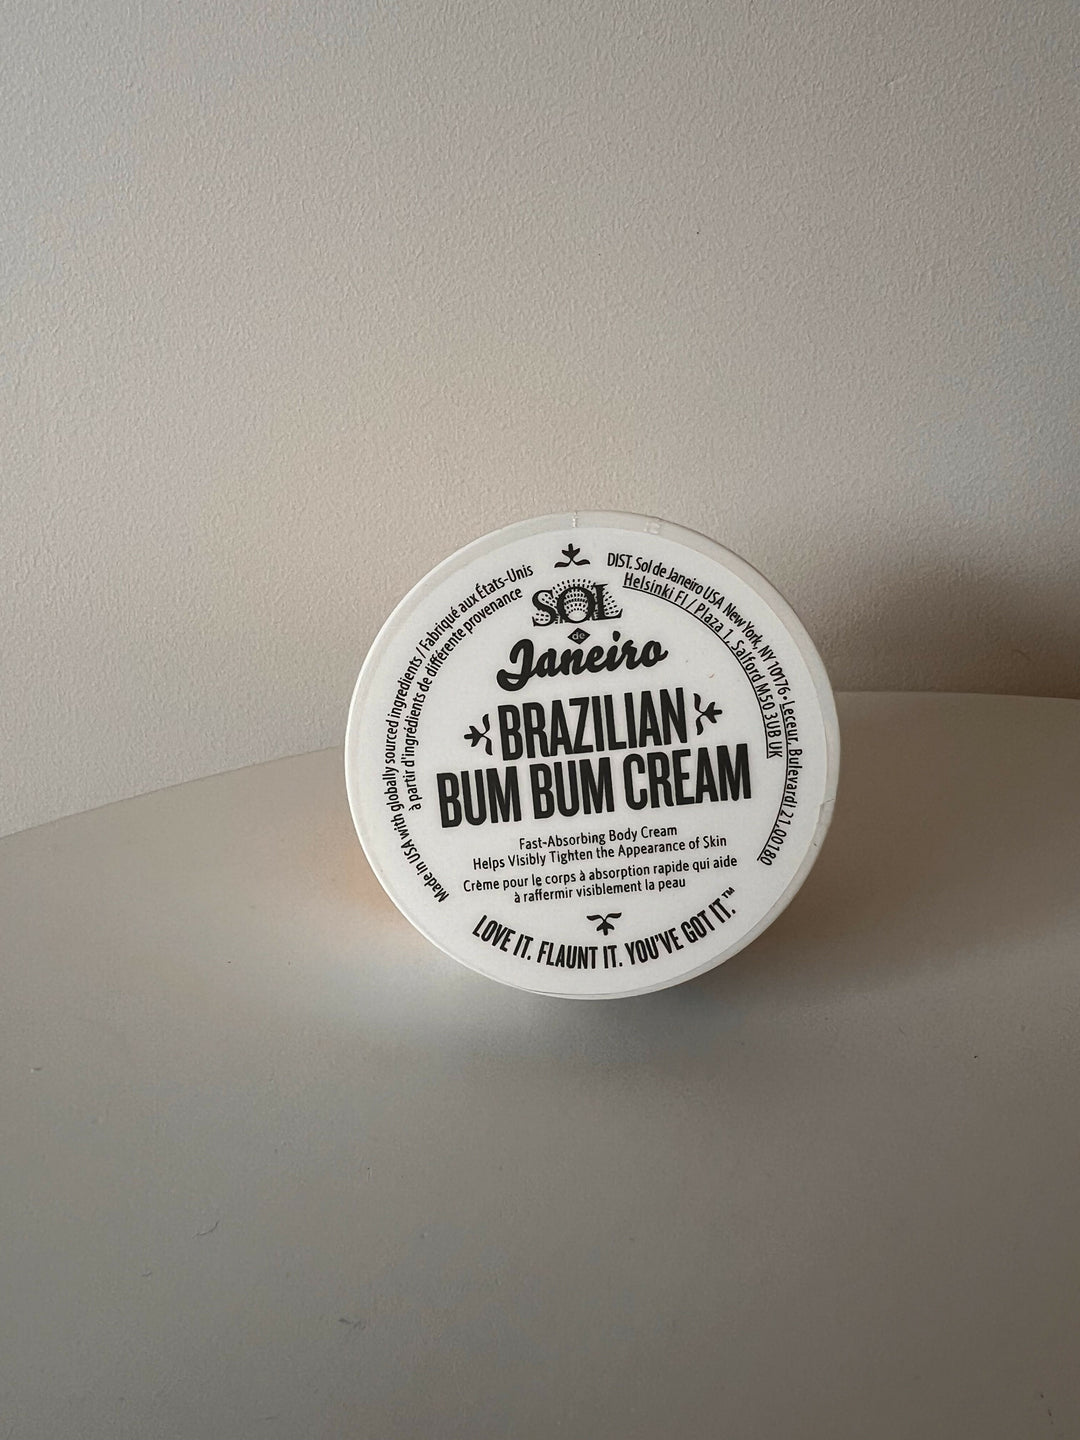 SOL
de
Janeiro
BRAZILIAN
BUM BUM CREAM
Fast-Absorbing Body Cream
Helps Visibly Tighten the Appearance of Skin
Crème pour le corps à absorption rapide qui aide
à raffermir visiblement la peau
LOVE IT. FLAUNT IT. YOU'VE GOT IT.™
Made in USA with globally sourced ingredients / Fabriqué aux États-Unis
à partir d'ingrédients de différente provenance
DIST. Sol de Janeiro USA New York, NY 10176 • Leceur, Bulevardi 21,00180
Helsinki FI / Plaza 1, Salford M50 3UB UK